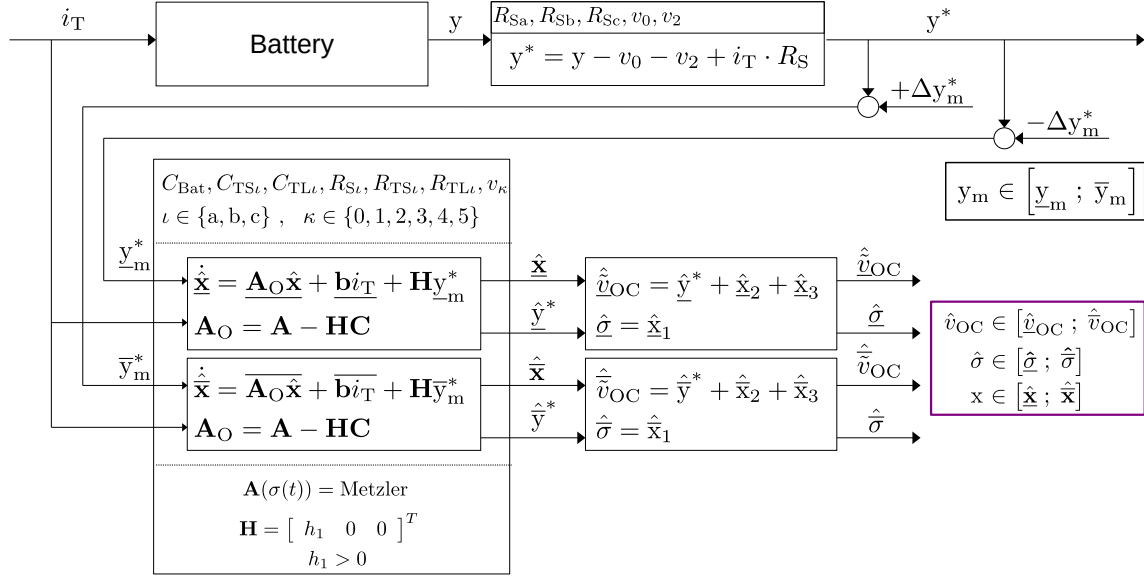 i_T
Battery
y
R_Sa, R_Sb, R_Sc, v_0, v_2
y* = y − v_0 − v_2 + i_T · R_S
y*
+Δy*_m
−Δy*_m
y_m ∈ [y̲_m ; y̅_m]
C_Bat, C_TSι, C_TLι, R_Sι, R_TSι, R_TLι, v_κ
ι ∈ {a, b, c} , κ ∈ {0, 1, 2, 3, 4, 5}
y̲*_m
ẋ̲̂ = A_O x̲̂ + b i_T̲ + H y̲*_m
A_O = A − HC
x̲̂
ŷ̲*
ṽ̲̂_OC = ŷ̲* + x̲̂_2 + x̲̂_3
σ̲̂ = x̲̂_1
ṽ̲̂_OC
σ̲̂
y̅*_m
ẋ̅̂ = A_O x̂̅ + b i_T̅ + H y̅*_m
A_O = A − HC
x̅̂
y̅̂*
ṽ̅̂_OC = y̅̂* + x̅̂_2 + x̅̂_3
σ̅̂ = x̅̂_1
ṽ̅̂_OC
σ̅̂
v̂_OC ∈ [v̲̂_OC ; v̅̂_OC]
σ̂ ∈ [σ̲̂ ; σ̅̂]
x ∈ [x̲̂ ; x̅̂]
A(σ(t)) = Metzler
H = [ h_1 0 0 ]^T
h_1 > 0